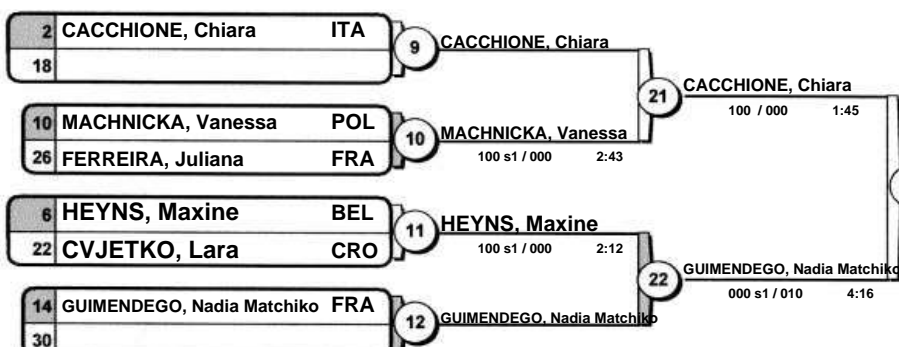 2 CACCHIONE, Chiara ITA
18
9
CACCHIONE, Chiara
10 MACHNICKA, Vanessa POL
26 FERREIRA, Juliana FRA
10
MACHNICKA, Vanessa
100 s1 / 000 2:43
21
CACCHIONE, Chiara
100 / 000 1:45
6 HEYNS, Maxine BEL
22 CVJETKO, Lara CRO
11
HEYNS, Maxine
100 s1 / 000 2:12
14 GUIMENDEGO, Nadia Matchiko FRA
30
12
GUIMENDEGO, Nadia Matchiko
22
GUIMENDEGO, Nadia Matchiko
000 s1 / 010 4:16